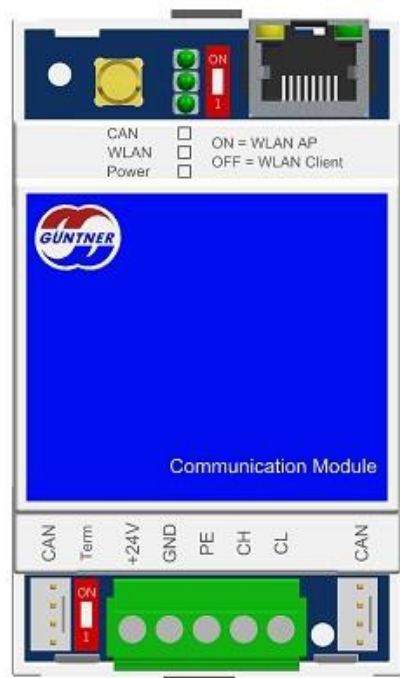 ON
1
CAN
WLAN
Power
ON = WLAN AP
OFF = WLAN Client
GÜNTNER
Communication Module
CAN
Term
+24V
GND
PE
CH
CL
CAN
ON
1